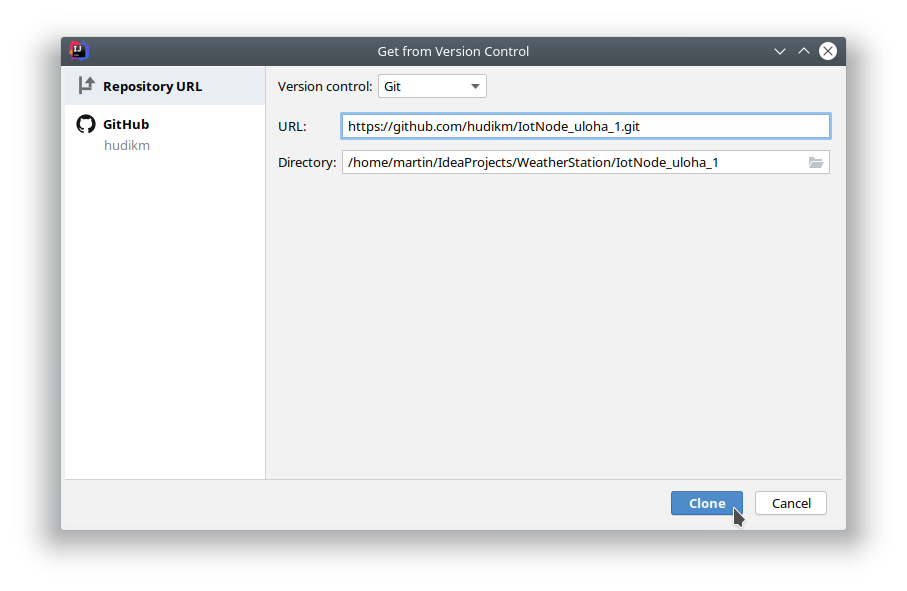 Get from Version Control
Repository URL
GitHub
hudikm
Version control: Git
URL: https://github.com/hudikm/IotNode_uloha_1.git
Directory: /home/martin/IdeaProjects/WeatherStation/IotNode_uloha_1
Clone Cancel